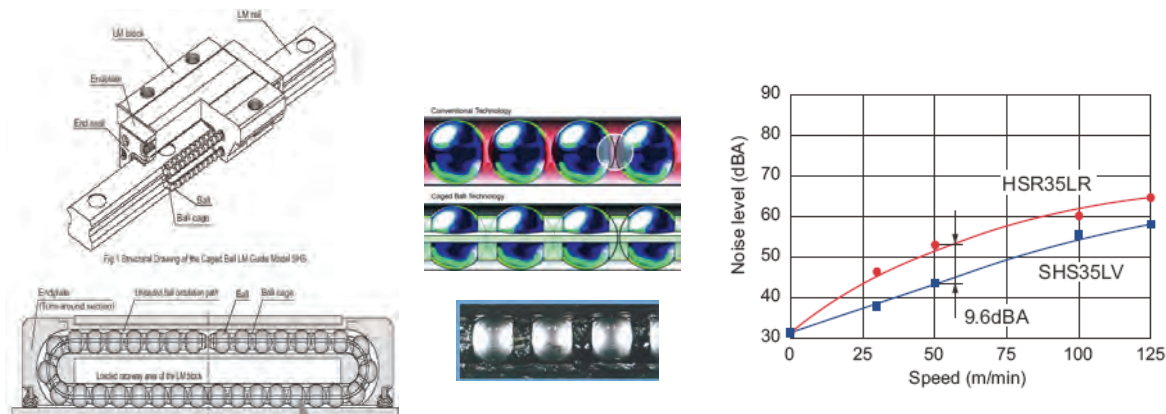 LM rail
LM block
Endplate
End seal
Ball
Ball cage
Fig.1 Structural Drawing of the Caged Ball LM Guide Model SHS
Endplate
(Turn-around section)
Unloaded ball circulation path
Ball
Ball cage
Loaded raceway area of the LM block
Conventional Technology
Caged Ball Technology
90
80
70
60
50
40
30
Noise level (dBA)
HSR35LR
SHS35LV
9.6dBA
0
25
50
75
100
125
Speed (m/min)